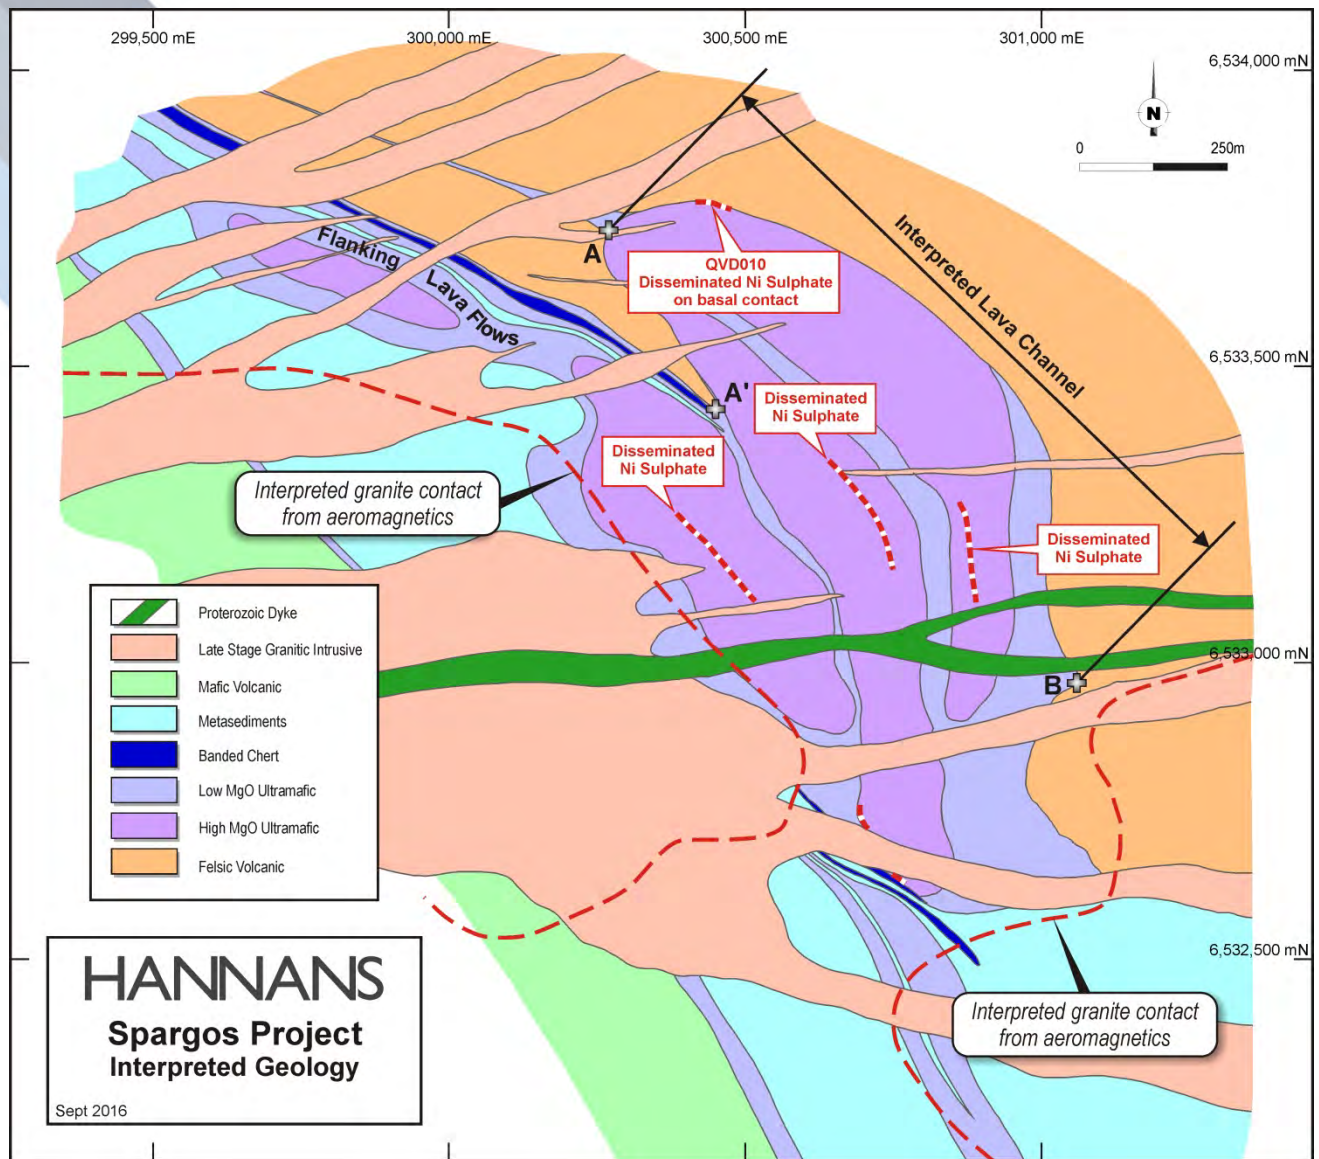 299,500 mE
300,000 mE
300,500 mE
301,000 mE
6,534,000 mN
N
0
250m
Interpreted Lava Channel
A
QVD010
Disseminated Ni Sulphate
on basal contact
Flanking
Lava Flows
6,533,500 mN
A'
Disseminated
Ni Sulphate
Disseminated
Ni Sulphate
Interpreted granite contact
from aeromagnetics
Disseminated
Ni Sulphate
Proterozoic Dyke
Late Stage Granitic Intrusive
Mafic Volcanic
Metasediments
Banded Chert
Low MgO Ultramafic
High MgO Ultramafic
Felsic Volcanic
6,533,000 mN
B
6,532,500 mN
HANNANS
Spargos Project
Interpreted Geology
Sept 2016
Interpreted granite contact
from aeromagnetics